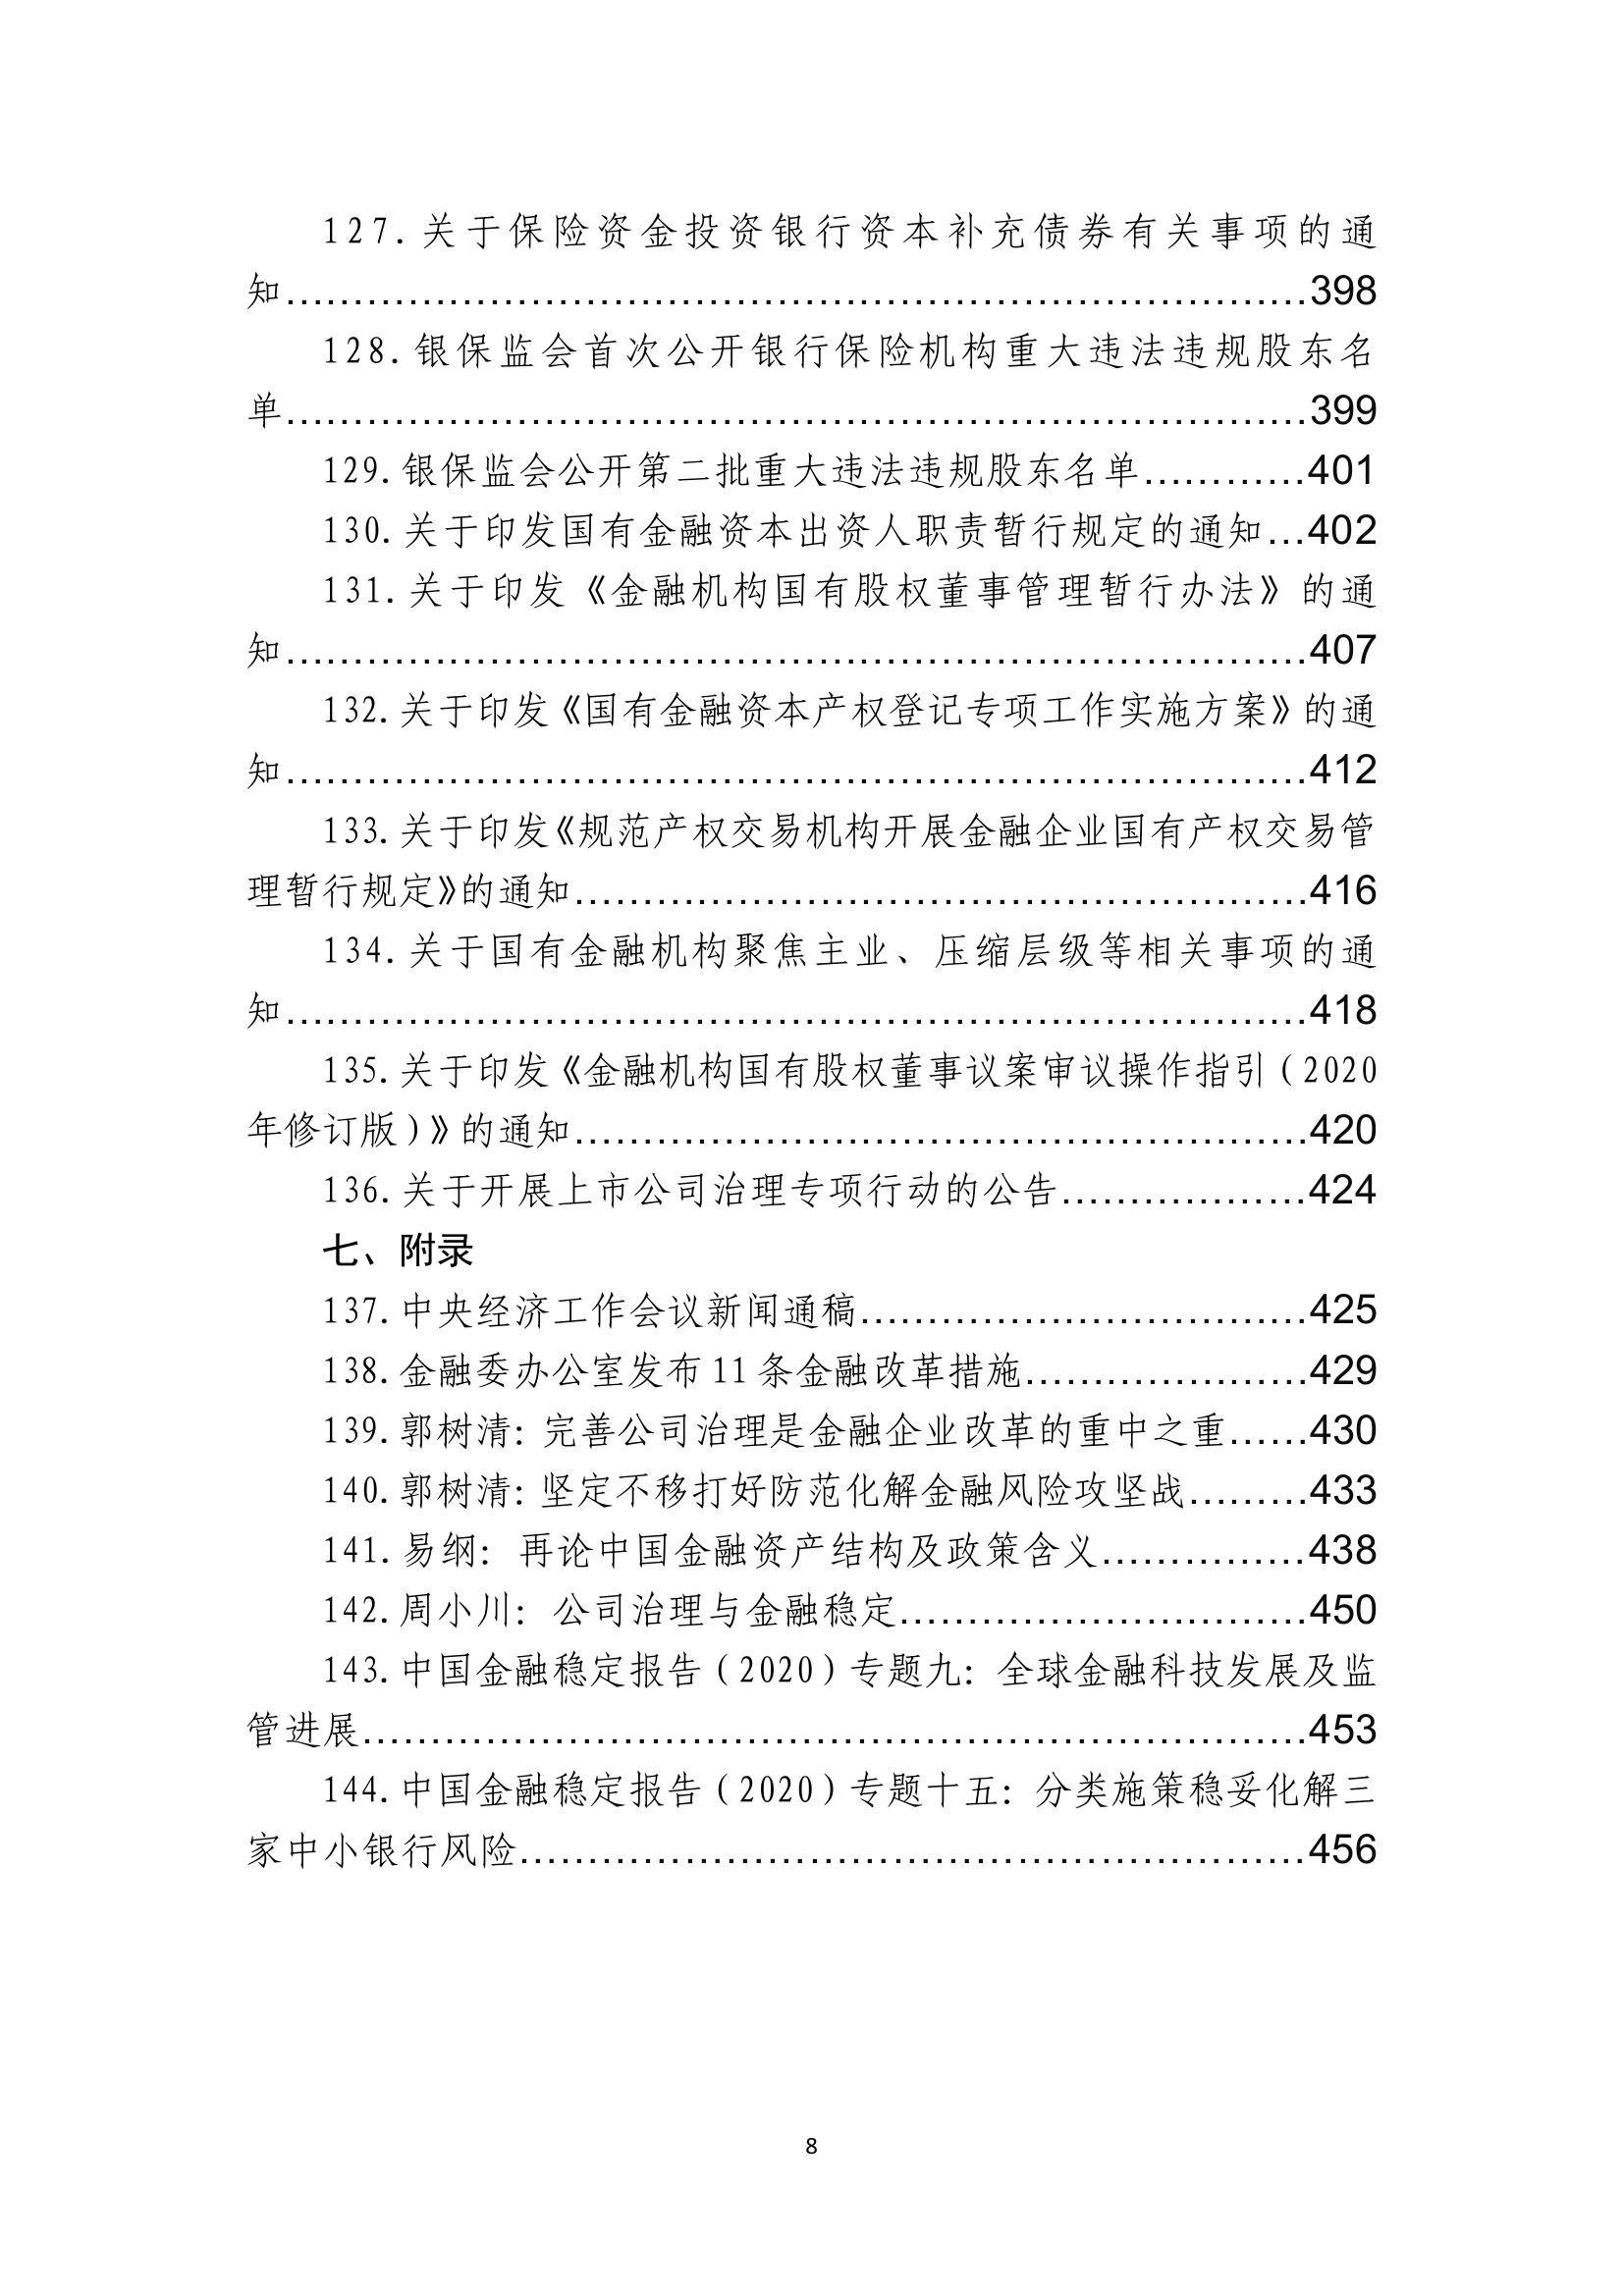 127.关于保险资金投资银行资本补充债券有关事项的通
知……………………………………………………………………398
128.银保监会首次公开银行保险机构重大违法违规股东名
单……………………………………………………………………399
129.银保监会公开第二批重大违法违规股东名单…………401
130.关于印发国有金融资本出资人职责暂行规定的通知…402
131.关于印发《金融机构国有股权董事管理暂行办法》的通
知……………………………………………………………………407
132.关于印发《国有金融资本产权登记专项工作实施方案》的通
知……………………………………………………………………412
133.关于印发《规范产权交易机构开展金融企业国有产权交易管
理暂行规定》的通知………………………………………………416
134.关于国有金融机构聚焦主业、压缩层级等相关事项的通
知……………………………………………………………………418
135.关于印发《金融机构国有股权董事议案审议操作指引（2020
年修订版）》的通知………………………………………………420
136.关于开展上市公司治理专项行动的公告………………424
七、附录
137.中央经济工作会议新闻通稿……………………………425
138.金融委办公室发布 11 条金融改革措施…………………429
139.郭树清：完善公司治理是金融企业改革的重中之重……430
140.郭树清：坚定不移打好防范化解金融风险攻坚战………433
141.易纲：再论中国金融资产结构及政策含义……………438
142.周小川：公司治理与金融稳定…………………………450
143.中国金融稳定报告（2020）专题九：全球金融科技发展及监
管进展………………………………………………………………453
144.中国金融稳定报告（2020）专题十五：分类施策稳妥化解三
家中小银行风险……………………………………………………456
8